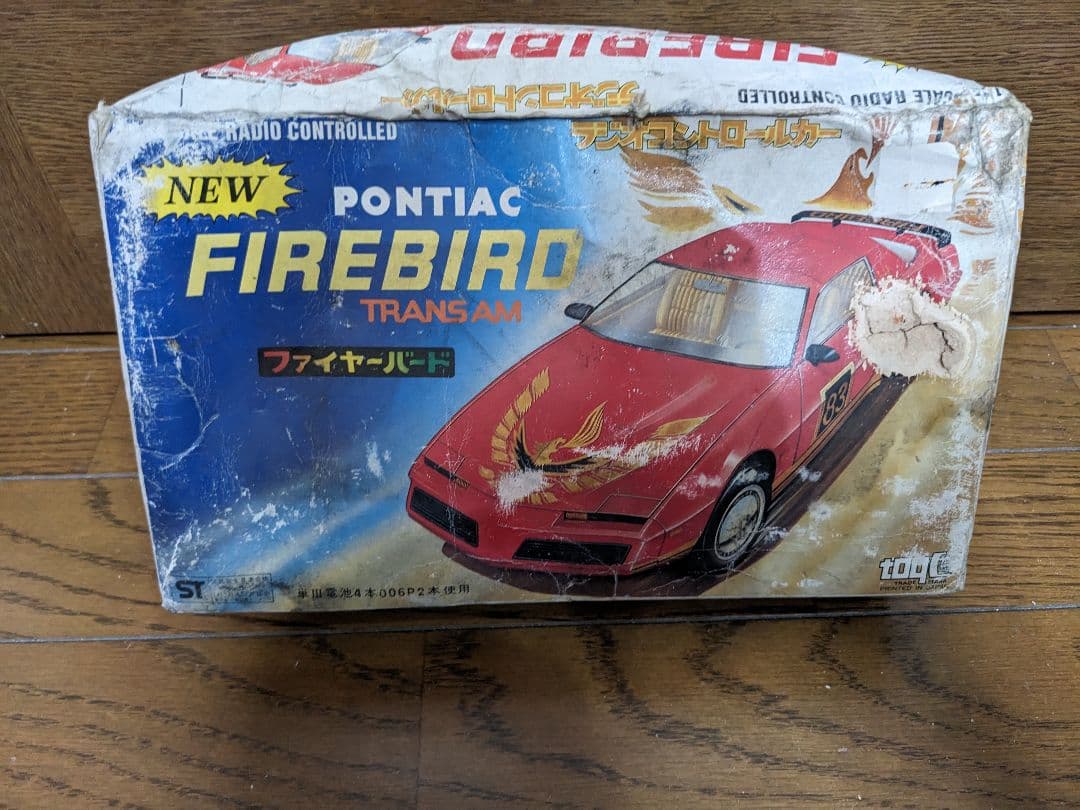 FIREBIRD
ラジオコントロールカー
SCALE RADIO CONTROLLED
RADIO CONTROLLED
ラジオコントロールカー
NEW
PONTIAC
FIREBIRD
TRANS AM
ファイヤーバード
83
ST
単III電池4本006P2本使用
TRADE MARK
PRINTED IN